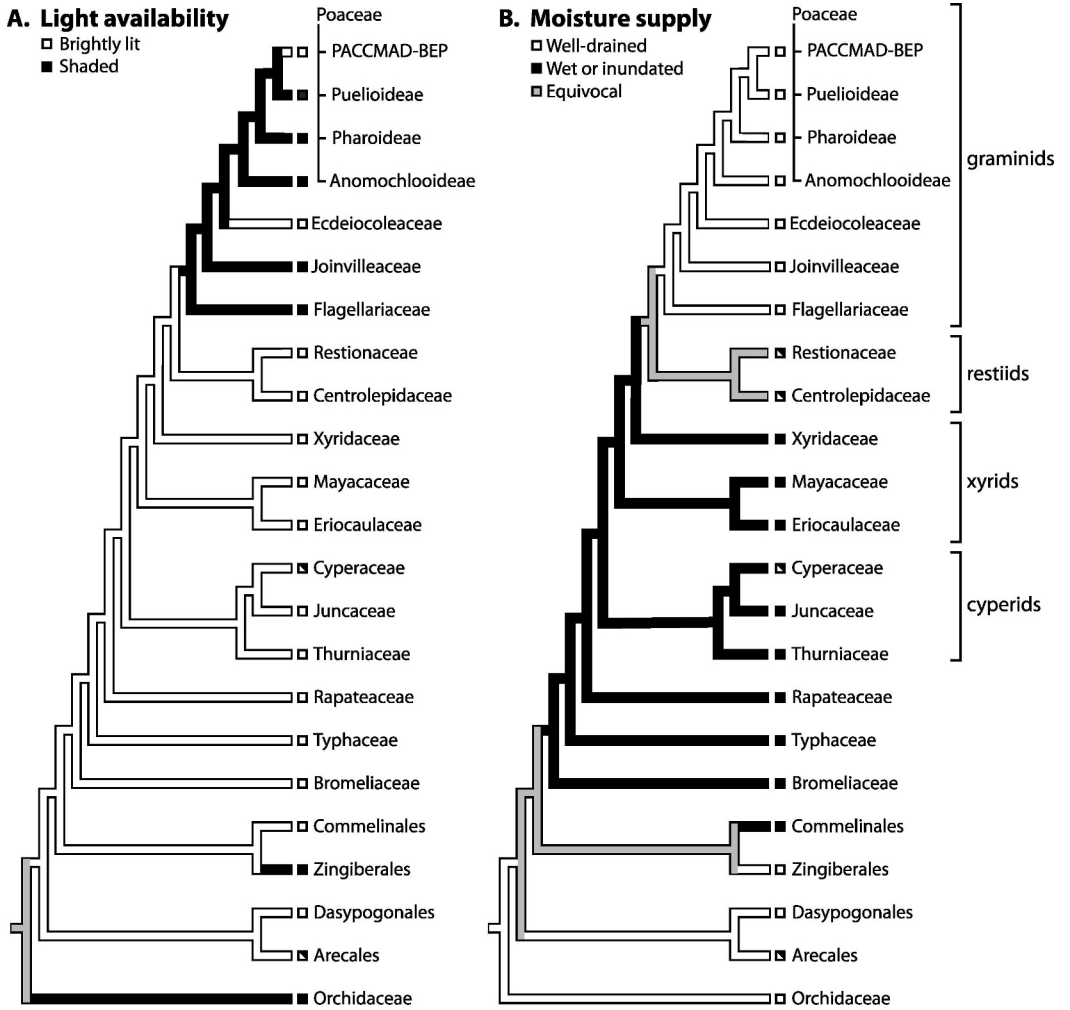 A. Light availability
Brightly lit
Shaded
Poaceae
PACCMAD-BEP
Puelioideae
Pharoideae
Anomochlooideae
Ecdeiocoleaceae
Joinvilleaceae
Flagellariaceae
Restionaceae
Centrolepidaceae
Xyridaceae
Mayacaceae
Eriocaulaceae
Cyperaceae
Juncaceae
Thurniaceae
Rapateaceae
Typhaceae
Bromeliaceae
Commelinales
Zingiberales
Dasypogonales
Arecales
Orchidaceae
B. Moisture supply
Well-drained
Wet or inundated
Equivocal
Poaceae
PACCMAD-BEP
Puelioideae
Pharoideae
Anomochlooideae
Ecdeiocoleaceae
Joinvilleaceae
Flagellariaceae
Restionaceae
Centrolepidaceae
Xyridaceae
Mayacaceae
Eriocaulaceae
Cyperaceae
Juncaceae
Thurniaceae
Rapateaceae
Typhaceae
Bromeliaceae
Commelinales
Zingiberales
Dasypogonales
Arecales
Orchidaceae
graminids
restiids
xyrids
cyperids